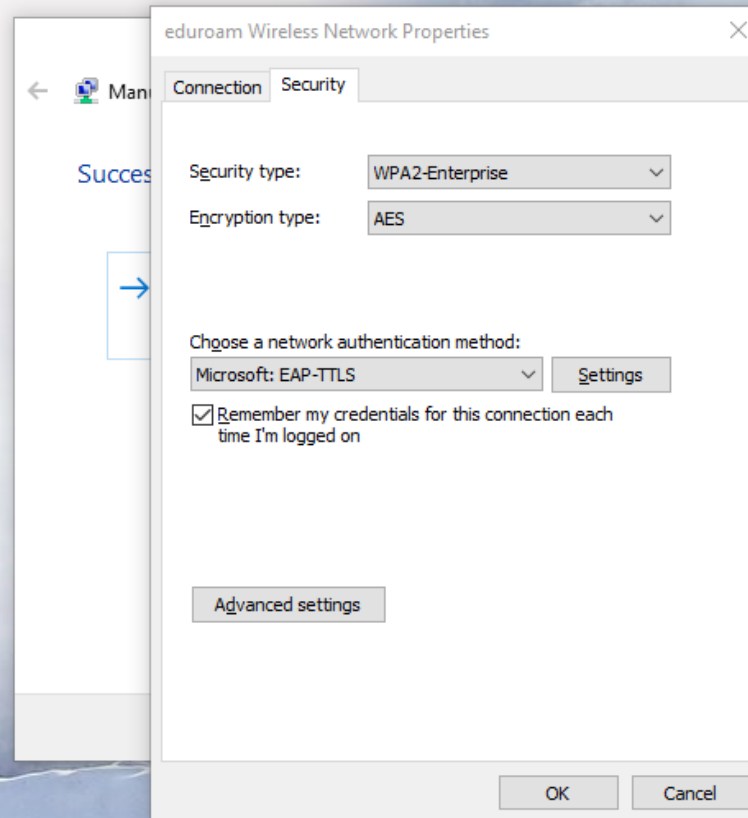 eduroam Wireless Network Properties
Connection
Security
Succes
Security type:
WPA2-Enterprise
Encryption type:
AES
Choose a network authentication method:
Microsoft: EAP-TTLS
Settings
Remember my credentials for this connection each
time I'm logged on
Advanced settings
OK
Cancel